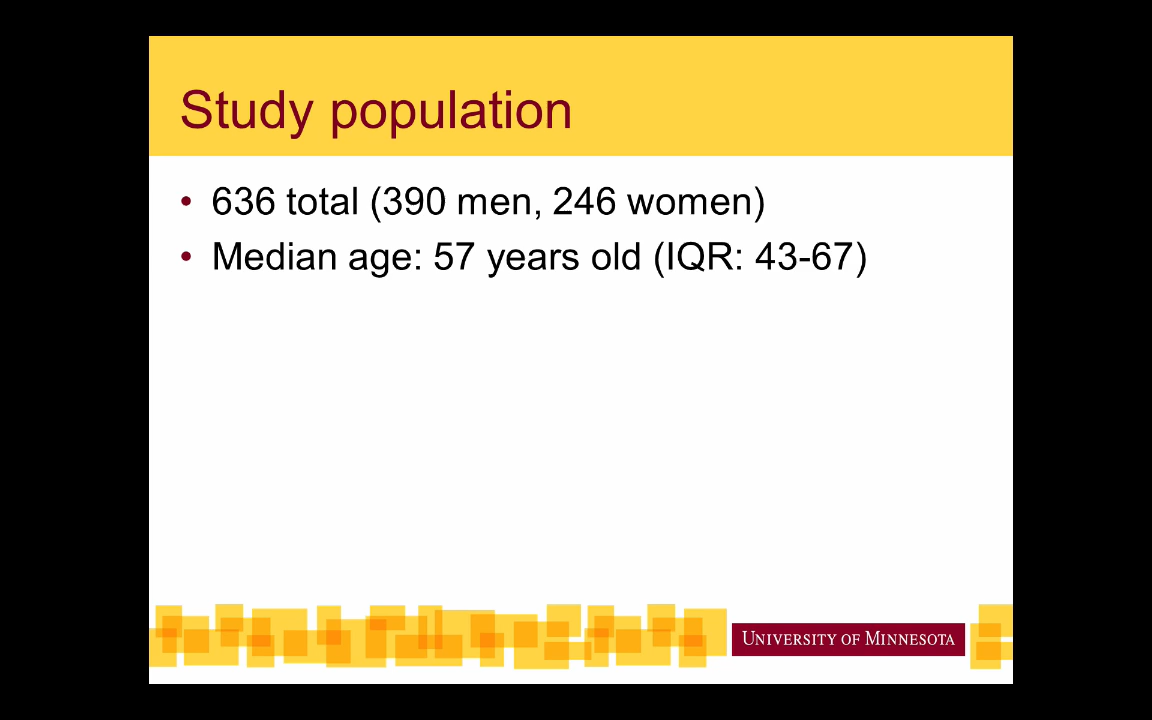 Study population
• 636 total (390 men, 246 women)
• Median age: 57 years old (IQR: 43-67)
UNIVERSITY OF MINNESOTA